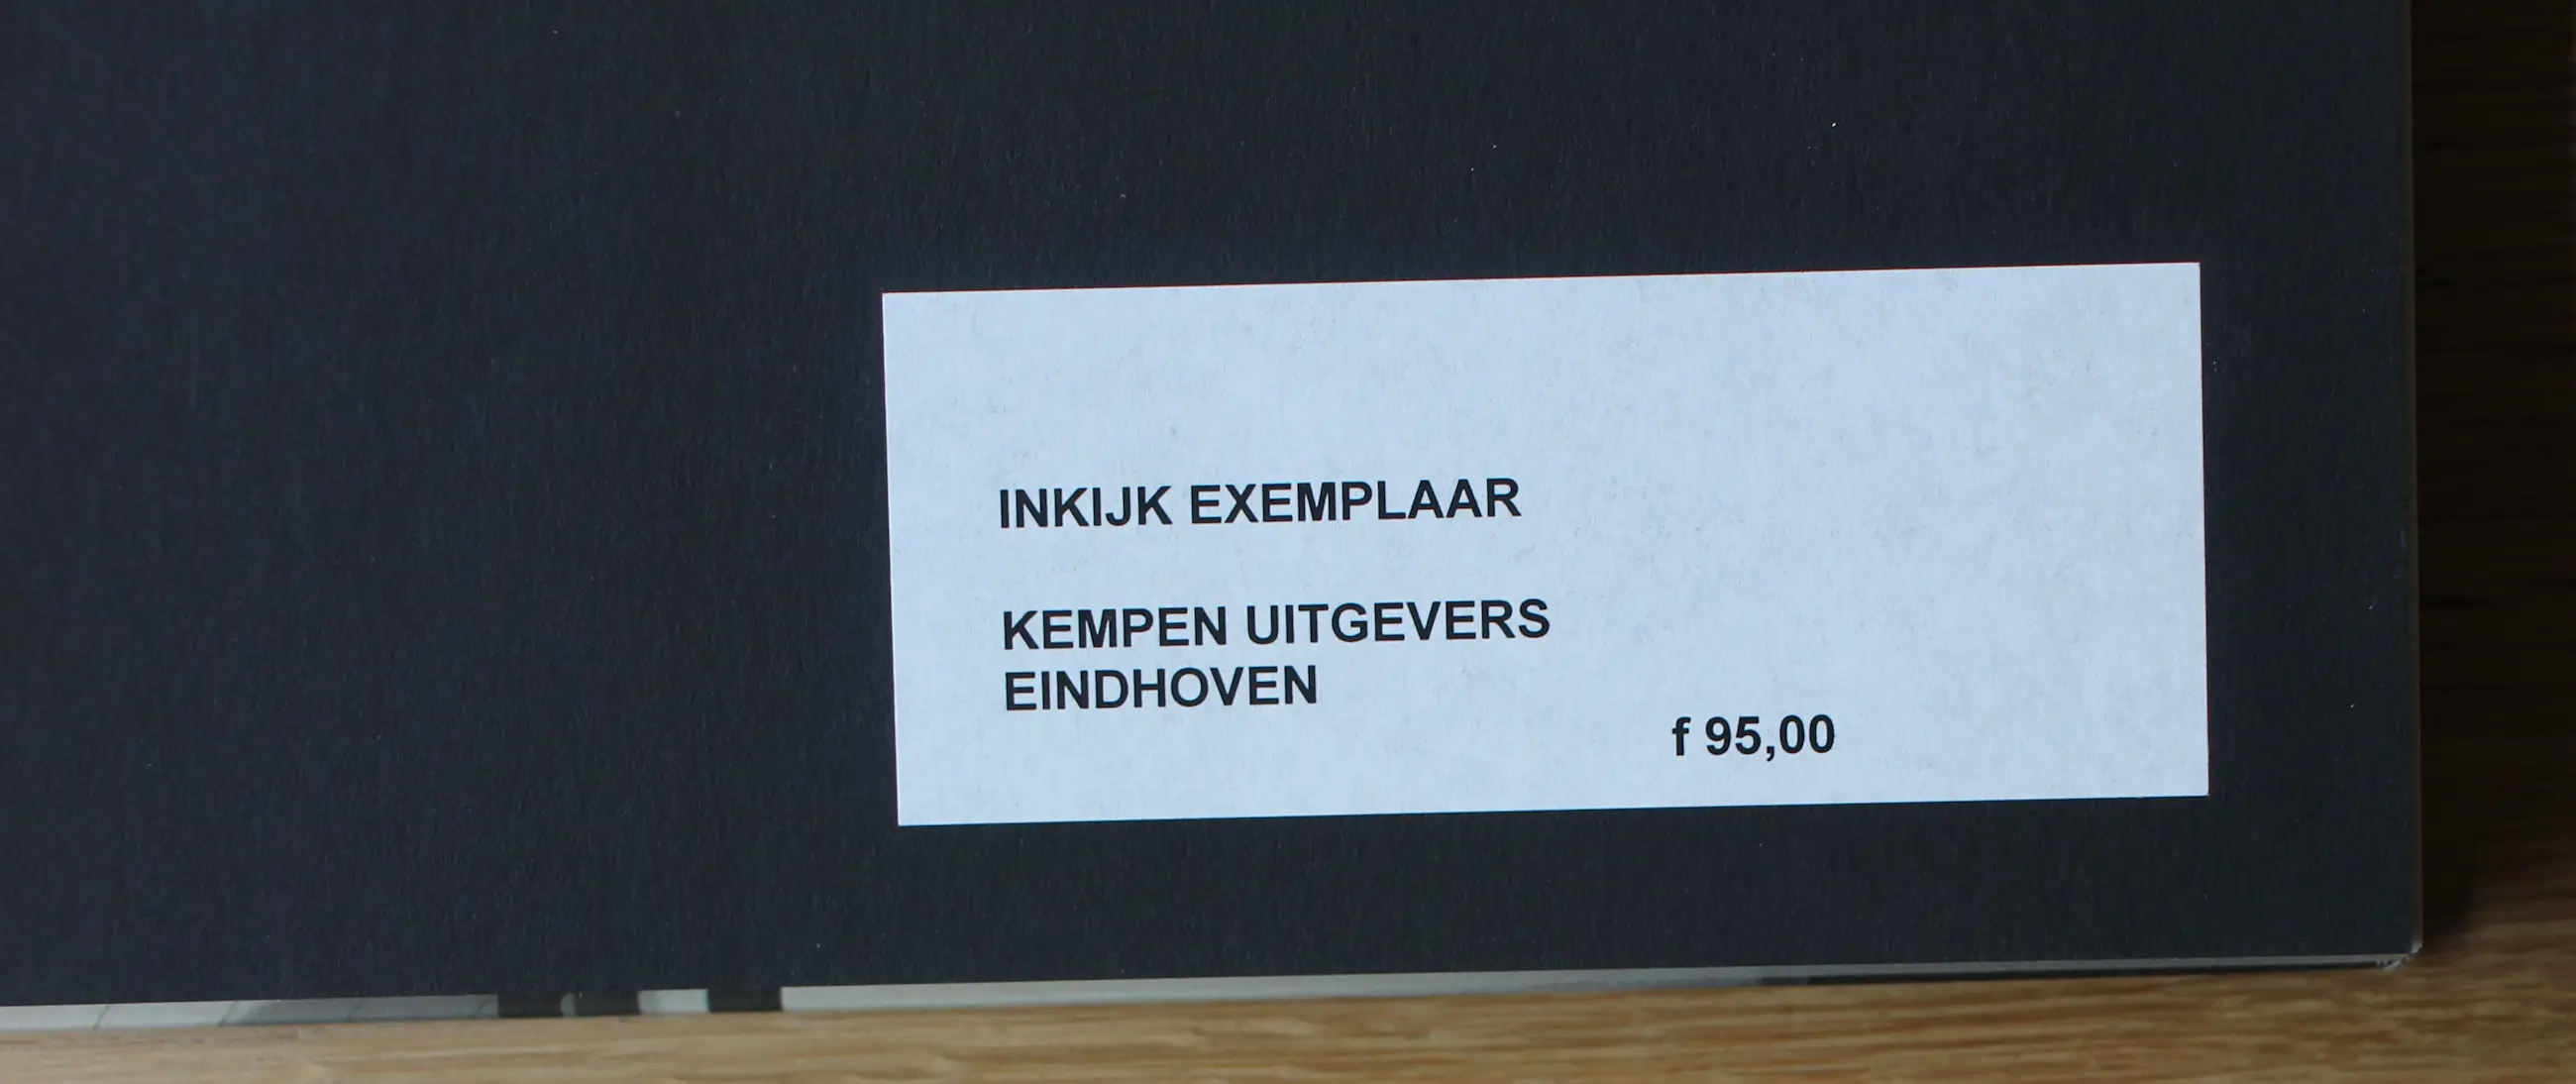 INKIJK EXEMPLAAR
KEMPEN UITGEVERS
EINDHOVEN
f 95,00